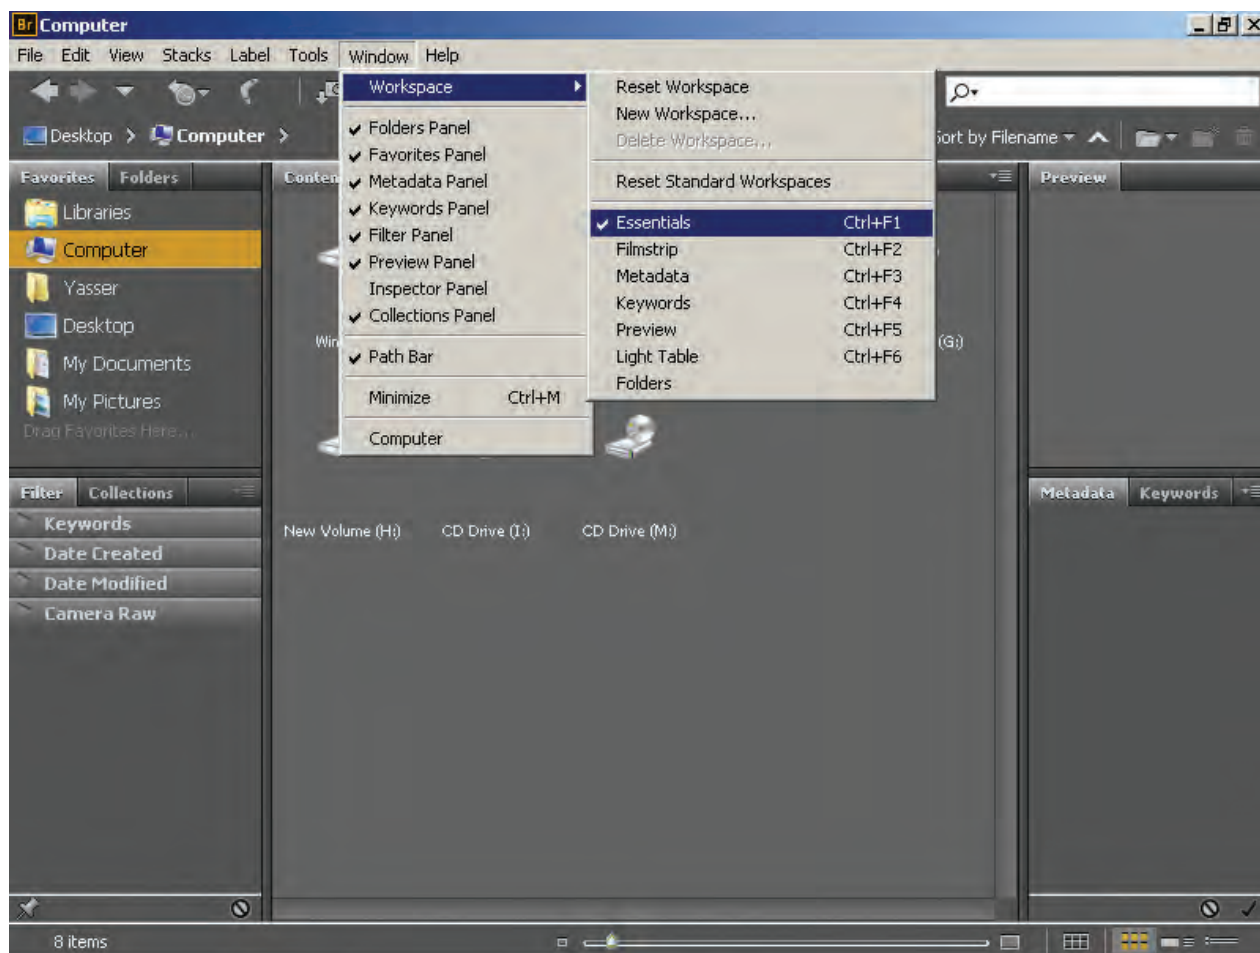 Br Computer
File Edit View Stacks Label Tools Window Help
Desktop > Computer >
Sort by Filename
Favorites Folders
Libraries
Computer
Yasser
Desktop
My Documents
My Pictures
Drag Favorites Here...
Filter Collections
Keywords
Date Created
Date Modified
Camera Raw
8 items
Workspace
Folders Panel
Favorites Panel
Metadata Panel
Keywords Panel
Filter Panel
Preview Panel
Inspector Panel
Collections Panel
Path Bar
Minimize Ctrl+M
Computer
Reset Workspace
New Workspace...
Delete Workspace...
Reset Standard Workspaces
Essentials Ctrl+F1
Filmstrip Ctrl+F2
Metadata Ctrl+F3
Keywords Ctrl+F4
Preview Ctrl+F5
Light Table Ctrl+F6
Folders
(G:)
New Volume (H:) CD Drive (I:) CD Drive (M:)
Preview
Metadata Keywords